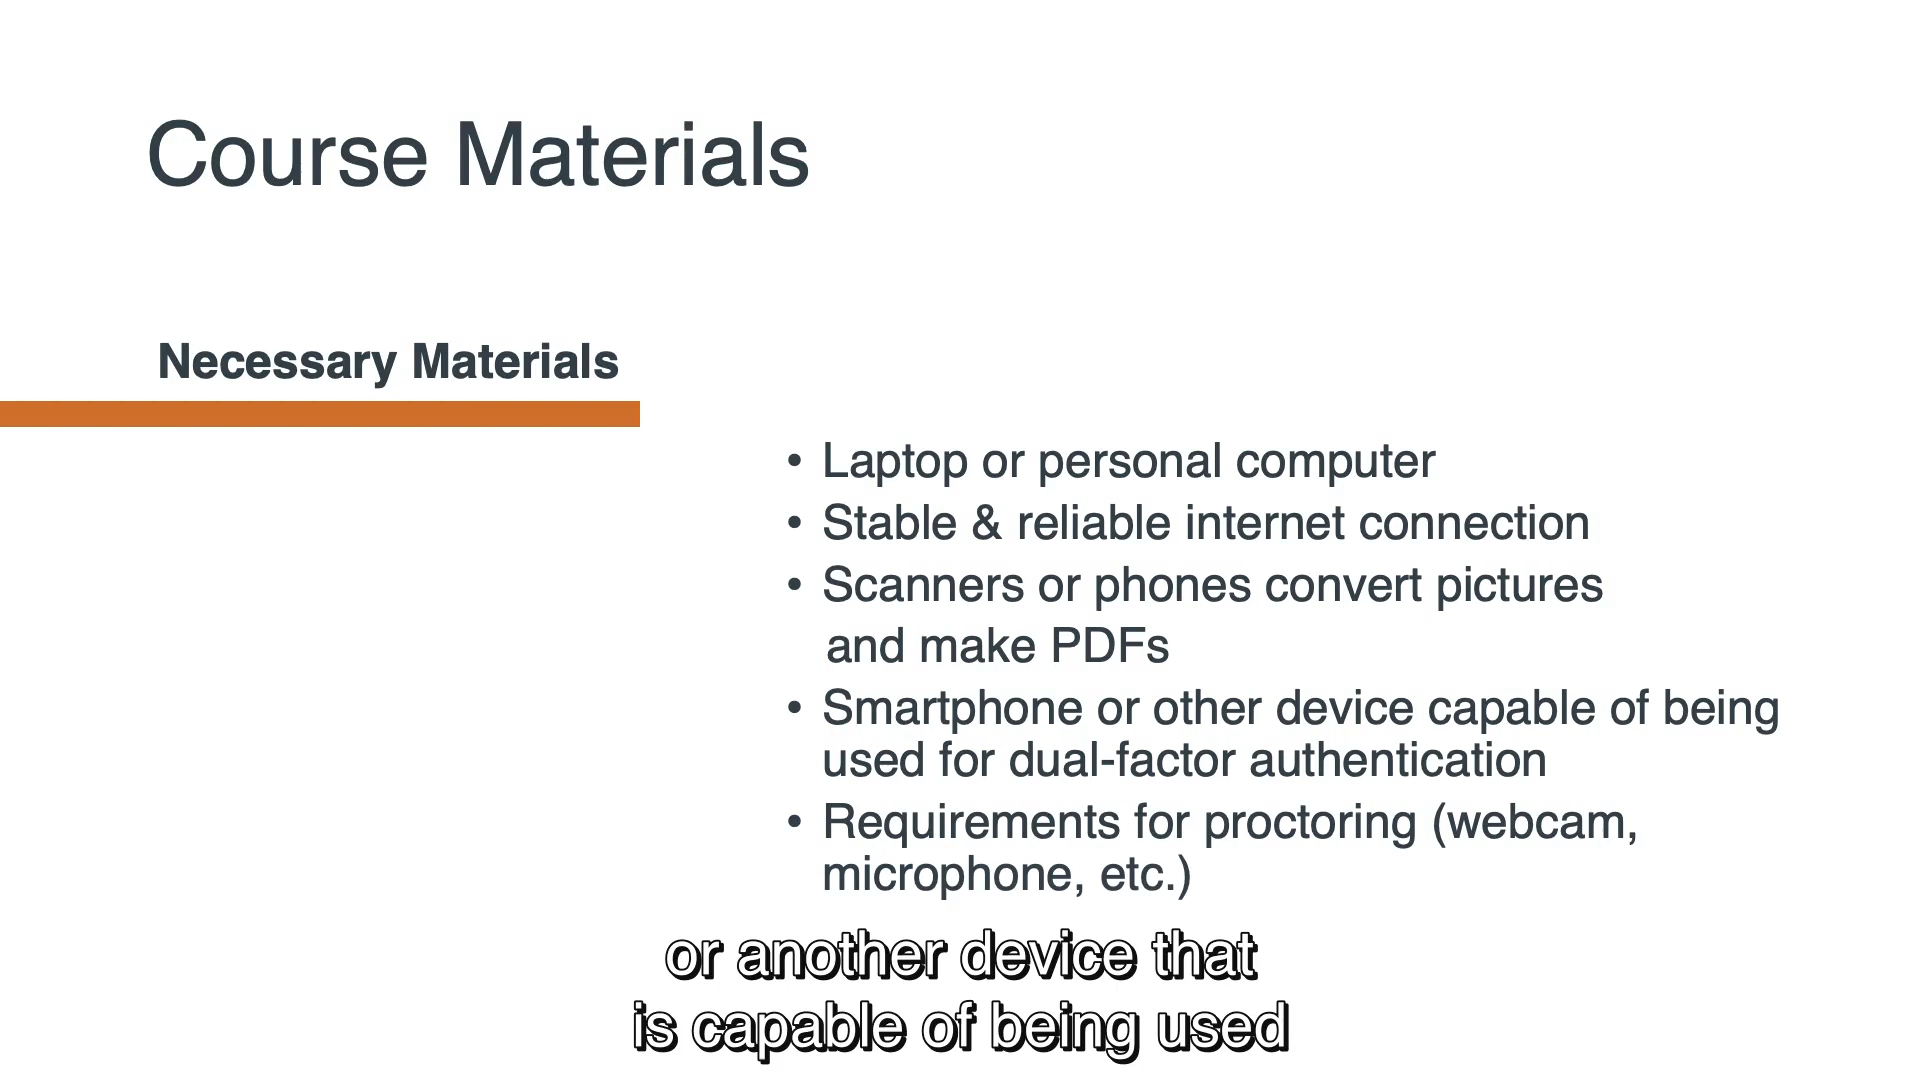 Course Materials
Necessary Materials
• Laptop or personal computer
• Stable & reliable internet connection
• Scanners or phones convert pictures
and make PDFs
• Smartphone or other device capable of being
used for dual-factor authentication
• Requirements for proctoring (webcam,
microphone, etc.)
or another device that
is capable of being used